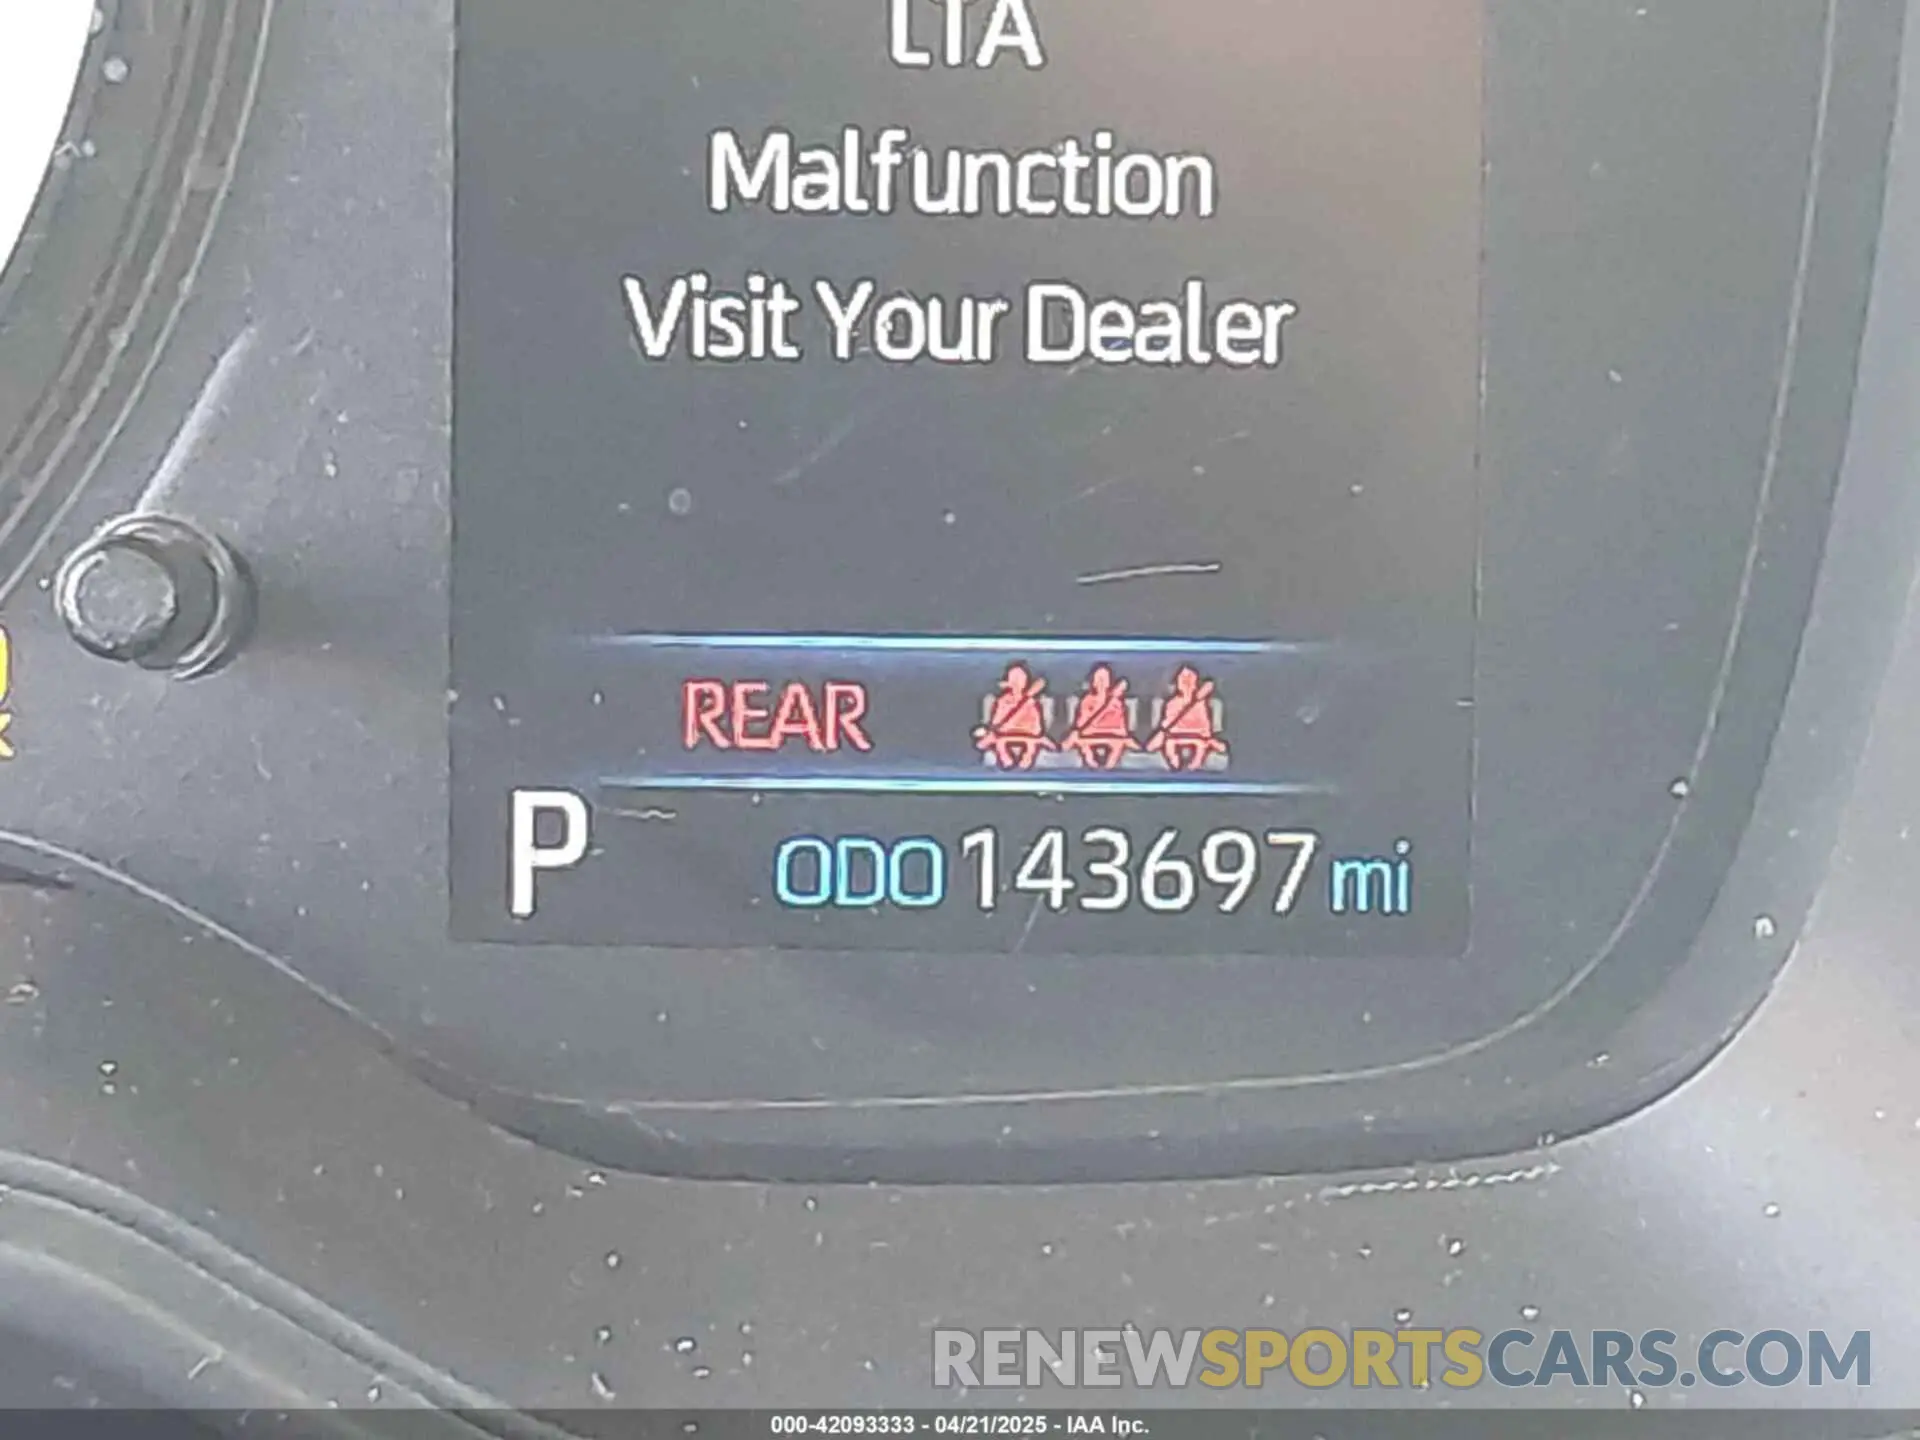 LTA
Malfunction
Visit Your Dealer
REAR
P ODO 143697 mi
RENEWSPORTSCARS.COM
000-42093333 - 04/21/2025 - IAA Inc.